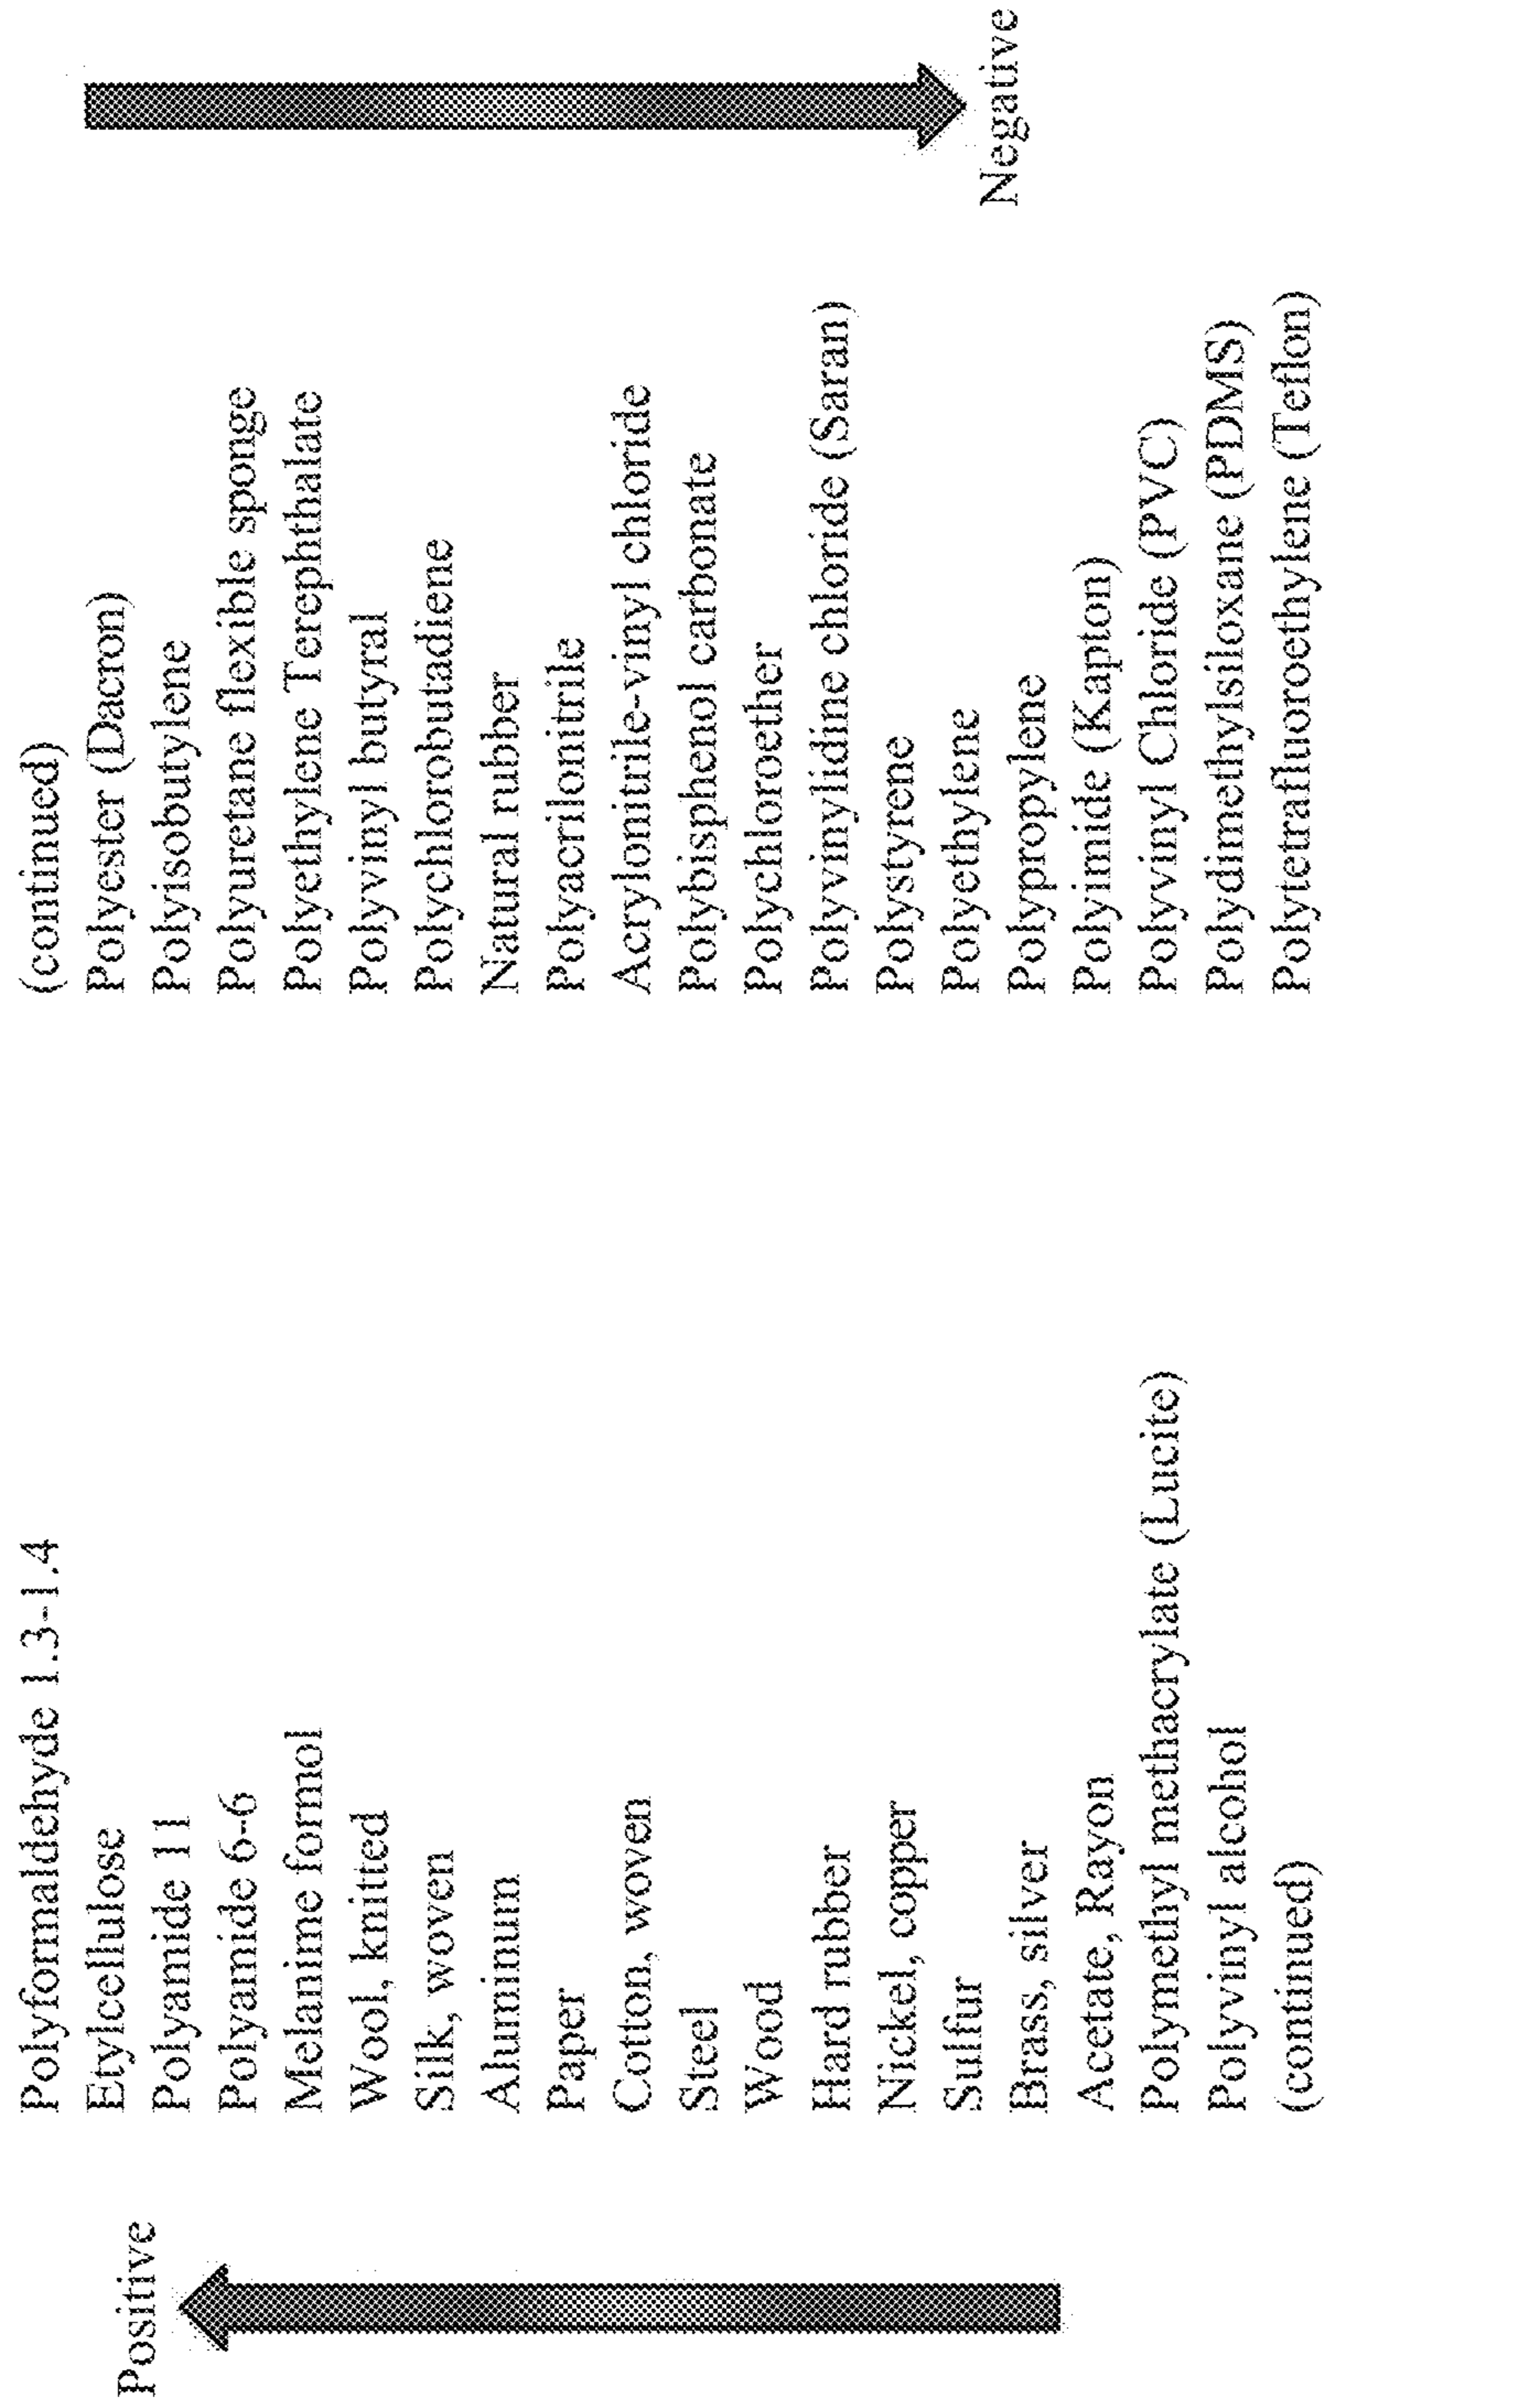 Positive
Polyformaldehyde 1.3-1.4
Etylcellulose
Polyamide 11
Polyamide 6-6
Melanime formol
Wool, knitted
Silk, woven
Aluminum
Paper
Cotton, woven
Steel
Wood
Hard rubber
Nickel, copper
Sulfur
Brass, silver
Acetate, Rayon
Polymethyl methacrylate (Lucite)
Polyvinyl alcohol
(continued)
(continued)
Polyester (Dacron)
Polyisobutylene
Polyuretane flexible sponge
Polyethylene Terephthalate
Polyvinyl butyral
Polychlorobutadiene
Natural rubber
Polyacrilonitrile
Acrylonitrile-vinyl chloride
Polybisphenol carbonate
Polychloroether
Polyvinylidine chloride (Saran)
Polystyrene
Polyethylene
Polypropylene
Polyimide (Kapton)
Polyvinyl Chloride (PVC)
Polydimethylsiloxane (PDMS)
Polytetrafluoroethylene (Teflon)
Negative